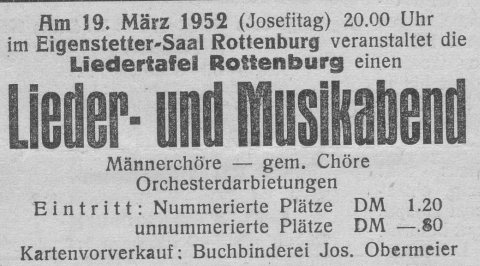 Am 19. März 1952 (Josefitag) 20.00 Uhr
im Eigenstetter-Saal Rottenburg veranstaltet die
Liedertafel Rottenburg einen
Lieder- und Musikabend
Männerchöre — gem. Chöre
Orchesterdarbietungen
Eintritt: Nummerierte Plätze DM 1.20
unnummerierte Plätze DM —.80
Kartenvorverkauf: Buchbinderei Jos. Obermeier